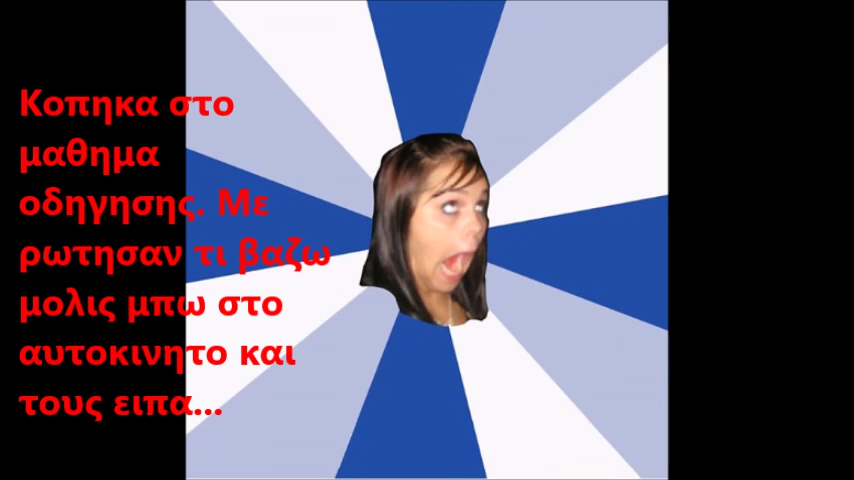 Κοπηκα στο
μαθημα
οδηγησης. Με
ρωτησαν τι βαζω
μολις μπω στο
αυτοκινητο και
τους ειπα...